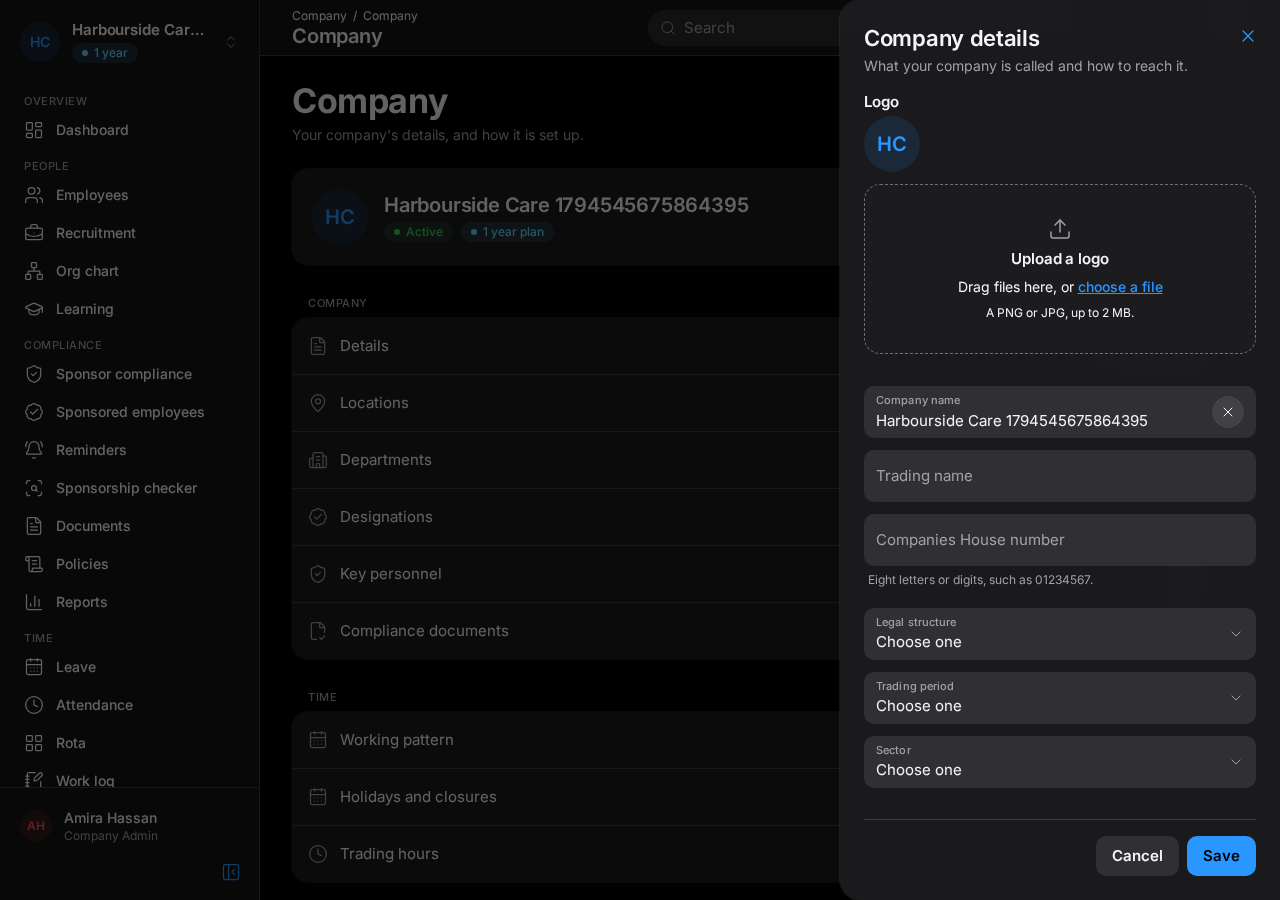 HC
Harbourside Car...
1 year
OVERVIEW
Dashboard
PEOPLE
Employees
Recruitment
Org chart
Learning
COMPLIANCE
Sponsor compliance
Sponsored employees
Reminders
Sponsorship checker
Documents
Policies
Reports
TIME
Leave
Attendance
Rota
Work log
AH
Amira Hassan
Company Admin
Company / Company
Company
Search
Company
Your company's details, and how it is set up.
HC
Harbourside Care 1794545675864395
Active
1 year plan
COMPANY
Details
Locations
Departments
Designations
Key personnel
Compliance documents
TIME
Working pattern
Holidays and closures
Trading hours
Company details
What your company is called and how to reach it.
Logo
HC
Upload a logo
Drag files here, or choose a file
A PNG or JPG, up to 2 MB.
Company name
Harbourside Care 1794545675864395
Trading name
Companies House number
Eight letters or digits, such as 01234567.
Legal structure
Choose one
Trading period
Choose one
Sector
Choose one
Cancel
Save